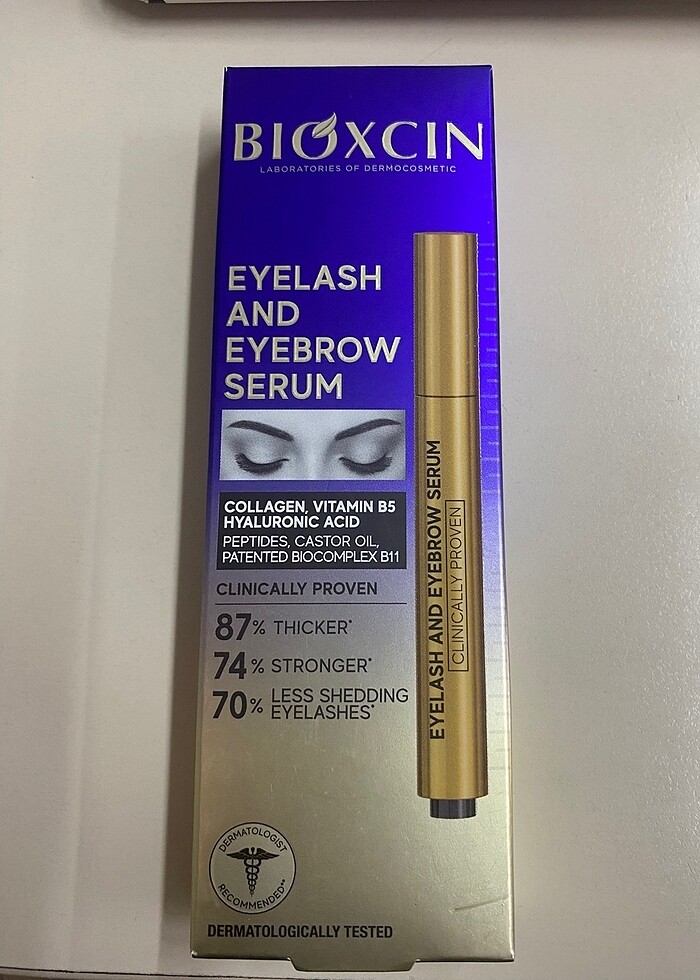 BIOXCIN
LABORATORIES OF DERMOCOSMETIC
EYELASH
AND
EYEBROW
SERUM
COLLAGEN, VITAMIN B5
HYALURONIC ACID
PEPTIDES, CASTOR OIL,
PATENTED BIOCOMPLEX B11
CLINICALLY PROVEN
87% THICKER*
74% STRONGER*
70% LESS SHEDDING
EYELASHES*
EYELASH AND EYEBROW SERUM
CLINICALLY PROVEN
DERMATOLOGIST
RECOMMENDED**
DERMATOLOGICALLY TESTED